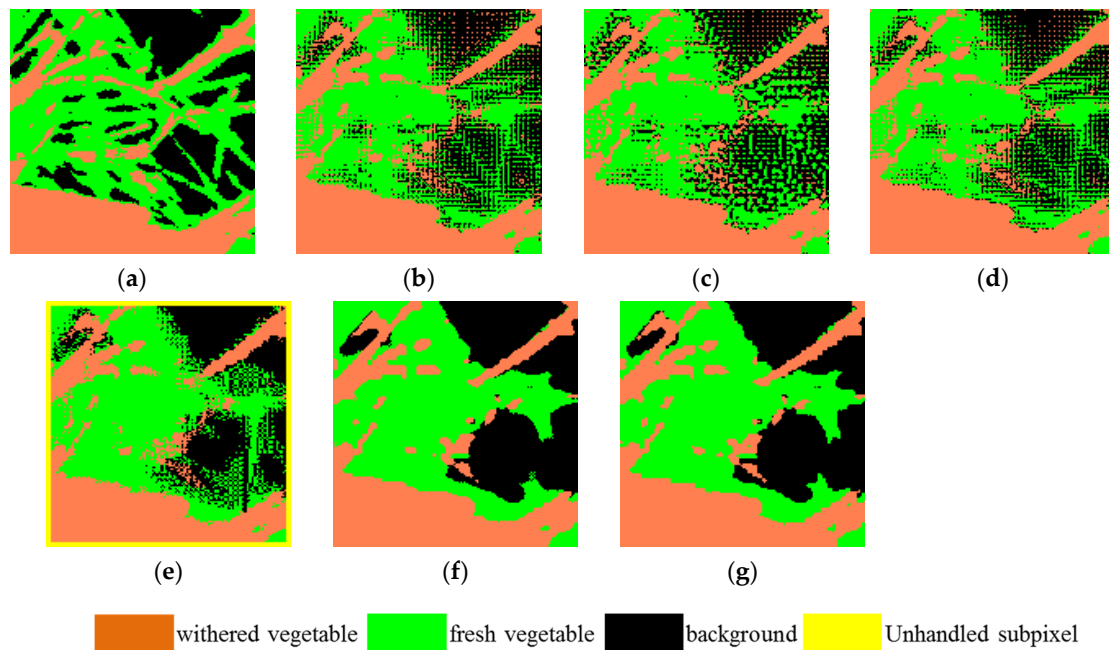 (a) (b) (c) (d)
(e) (f) (g)
withered vegetable fresh vegetable background Unhandled subpixel